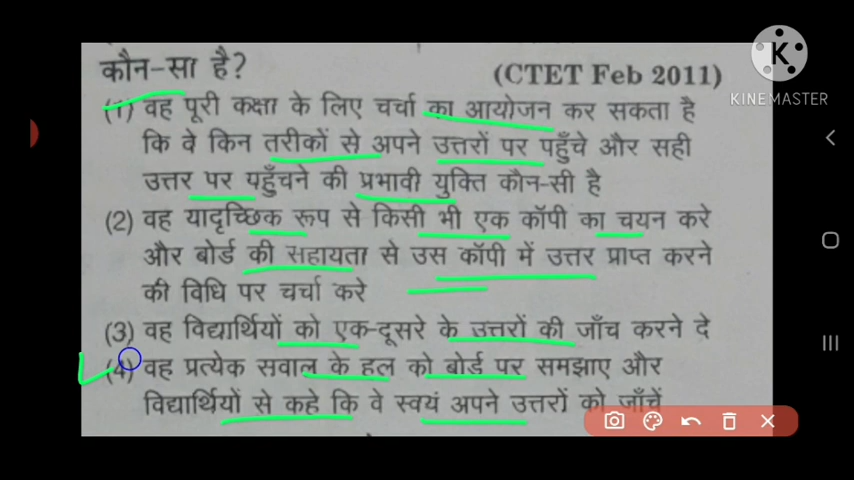 K
KINEMASTER
कौन-सा है?
(CTET Feb 2011)
(1) वह पूरी कक्षा के लिए चर्चा का आयोजन कर सकता है
कि वे किन तरीकों से अपने उत्तरों पर पहुँचे और सही
उत्तर पर पहुँचने की प्रभावी युक्ति कौन-सी है
(2) वह यादृच्छिक रूप से किसी भी एक कॉपी का चयन करे
और बोर्ड की सहायता से उस कॉपी में उत्तर प्राप्त करने
की विधि पर चर्चा करे
(3) वह विद्यार्थियों को एक-दूसरे के उत्तरों की जाँच करने दे
(4) वह प्रत्येक सवाल के हल को बोर्ड पर समझाए और
विद्यार्थियों से कहे कि वे स्वयं अपने उत्तरों को जाँचें